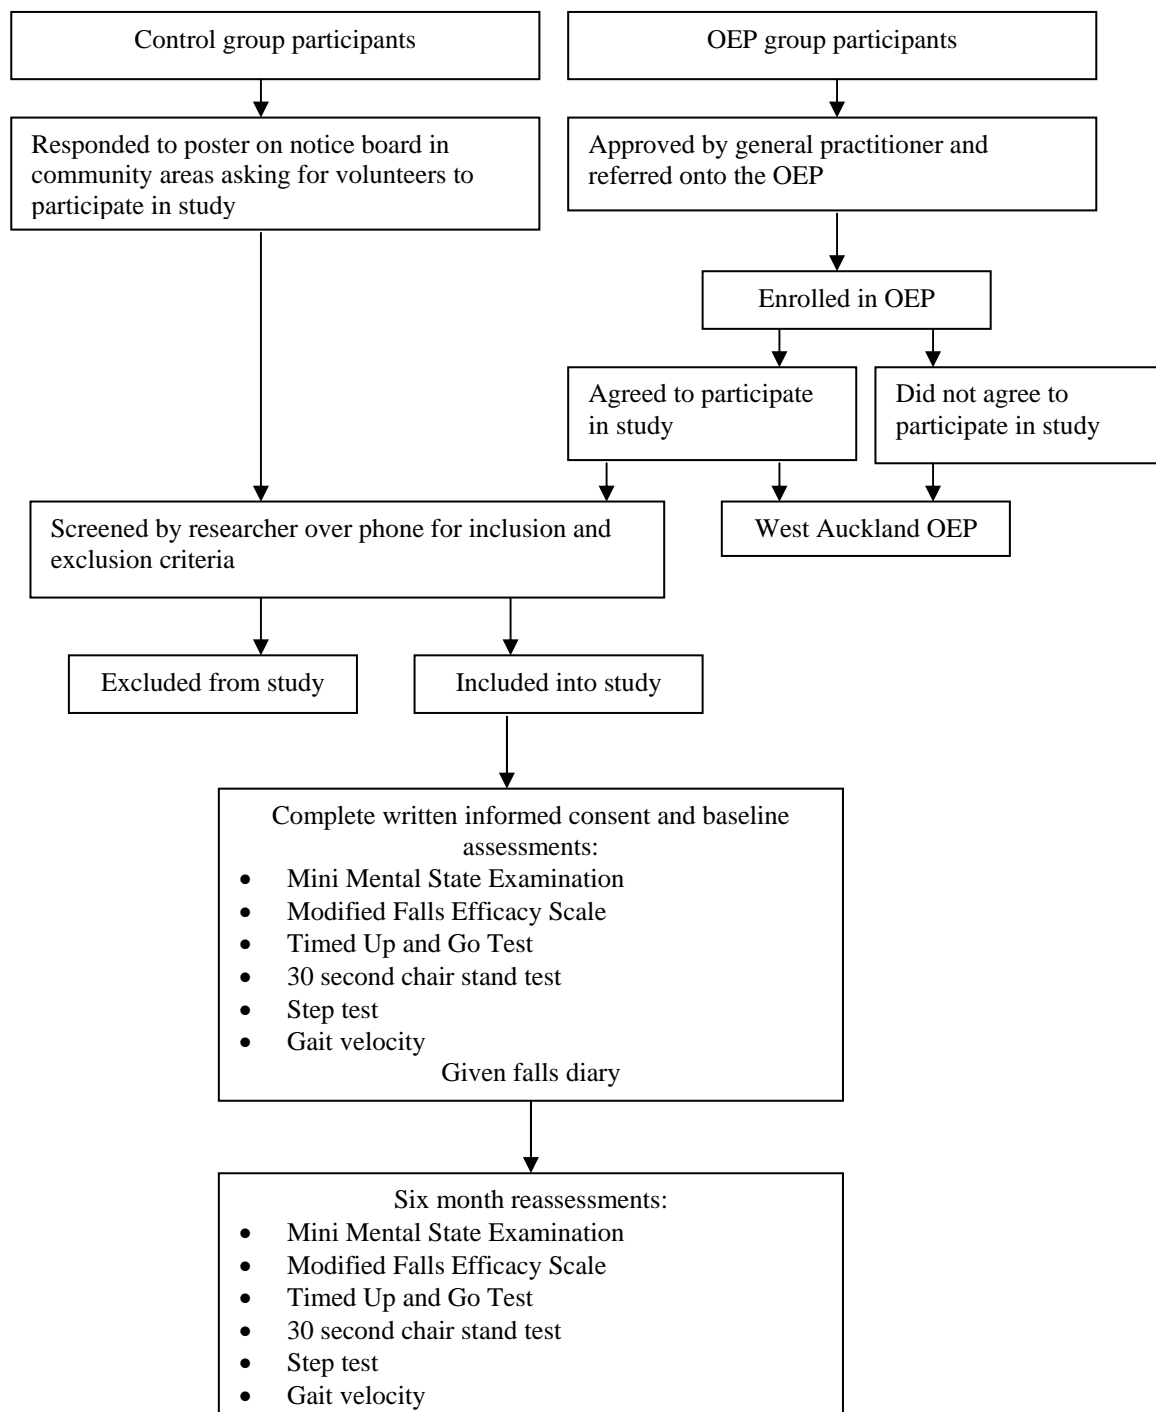 Control group participants
OEP group participants
Responded to poster on notice board in
community areas asking for volunteers to
participate in study
Approved by general practitioner and
referred onto the OEP
Enrolled in OEP
Agreed to participate
in study
Did not agree to
participate in study
Screened by researcher over phone for inclusion and
exclusion criteria
West Auckland OEP
Excluded from study
Included into study
Complete written informed consent and baseline
assessments:
• Mini Mental State Examination
• Modified Falls Efficacy Scale
• Timed Up and Go Test
• 30 second chair stand test
• Step test
• Gait velocity
Given falls diary
Six month reassessments:
• Mini Mental State Examination
• Modified Falls Efficacy Scale
• Timed Up and Go Test
• 30 second chair stand test
• Step test
• Gait velocity